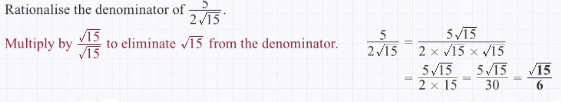 Rationalise the denominator of 5/2√15.
Multiply by √15/√15 to eliminate √15 from the denominator.
5/2√15 = 5√15/2 × √15 × √15
= 5√15/2 × 15 = 5√15/30 = √15/6